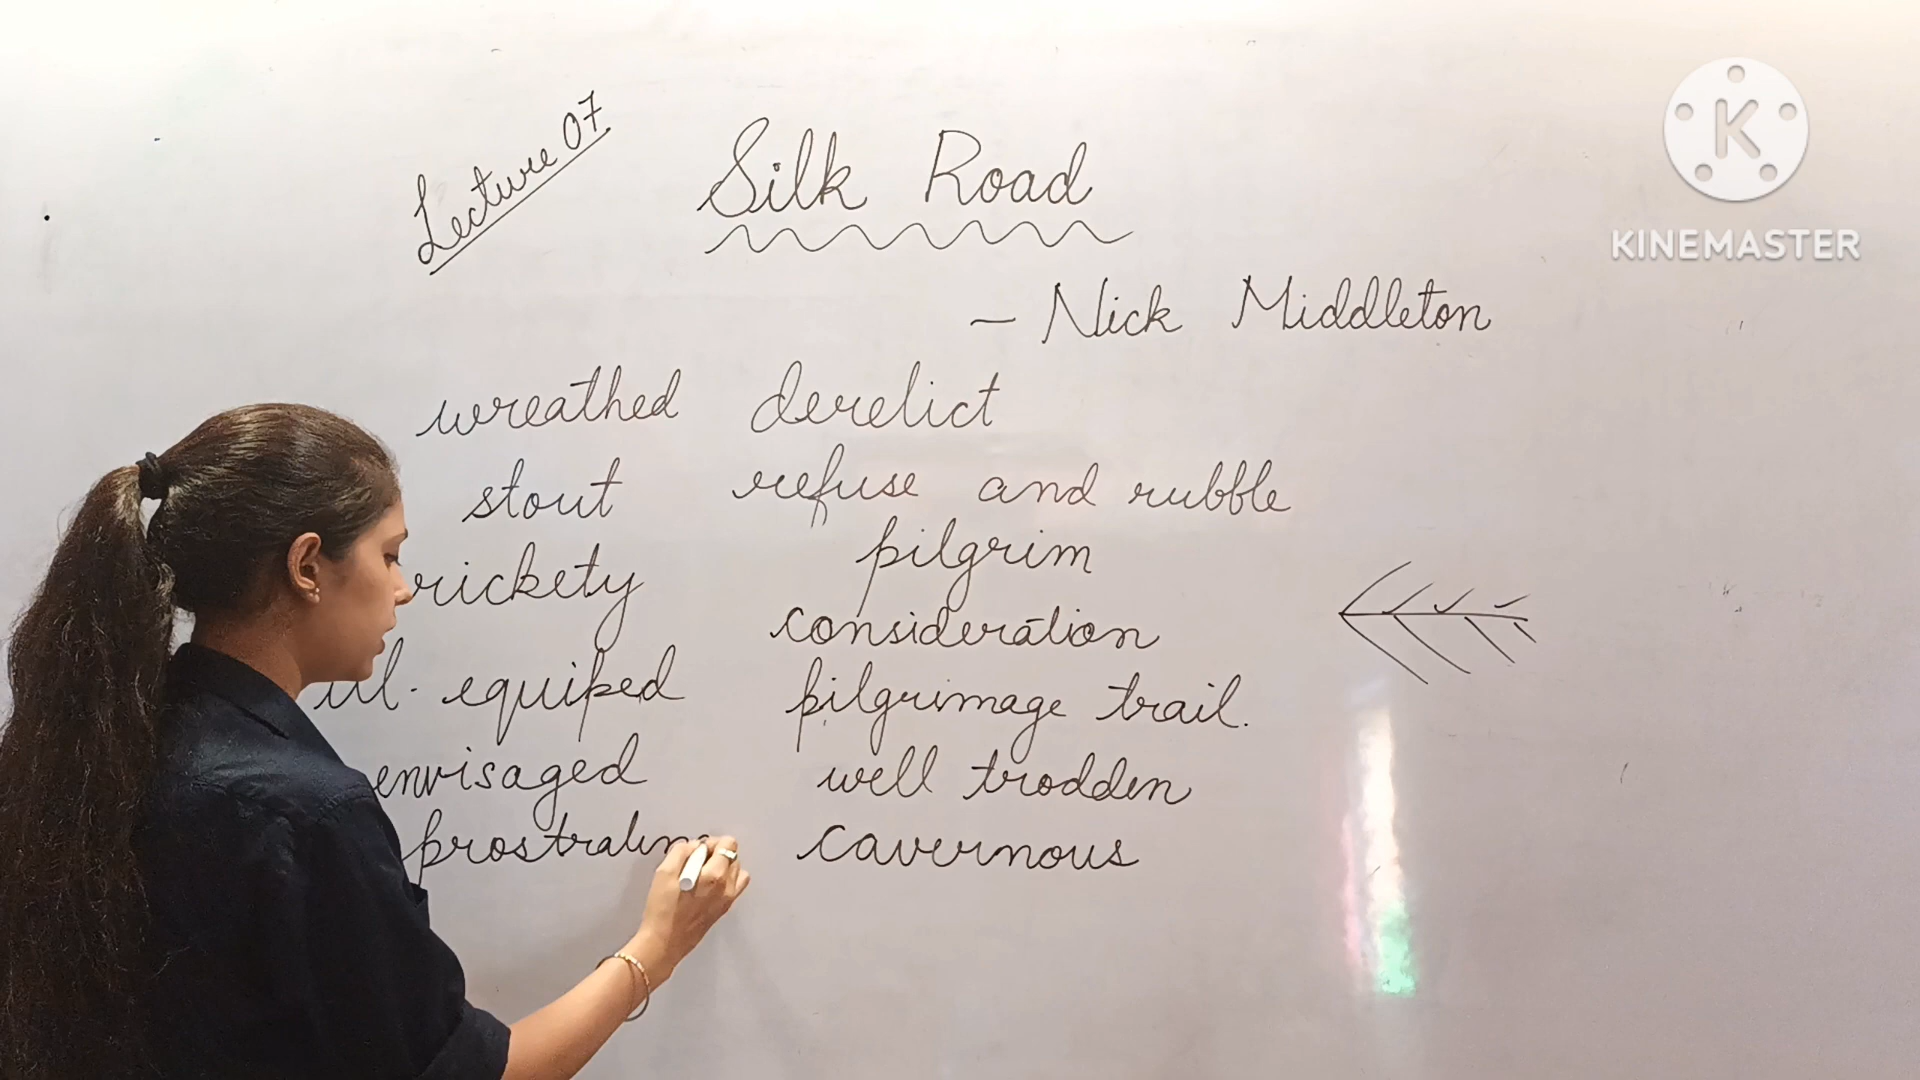 Lecture 07
Silk Road
- Nick Middleton
wreathed derelict
stout refuse and rubble
rickety pilgrim
consideration
ill. equiped pilgrimage trail.
envisaged well trodden
prostrating cavernous
KINEMASTER